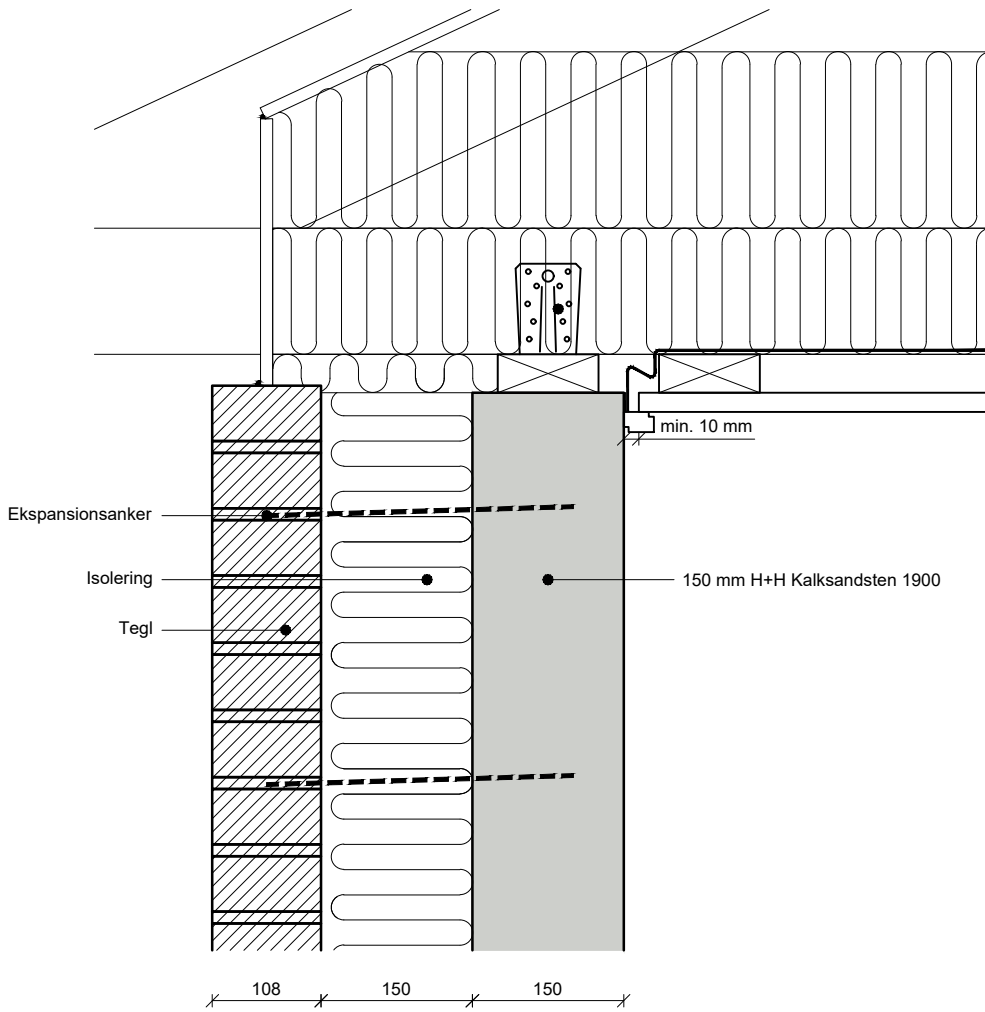 min. 10 mm
Ekspansionsanker
Isolering
150 mm H+H Kalksandsten 1900
Tegl
108
150
150